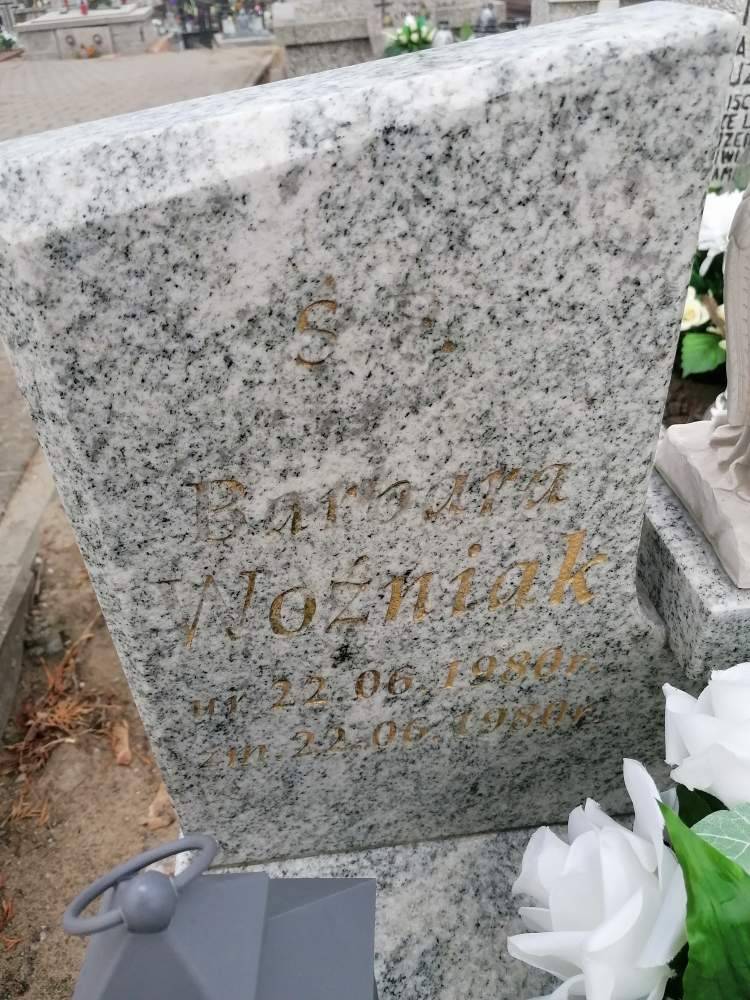 Ś . .
Barbara
Woźniak
ur. 22.06.1980r.
zm. 22.06.1980r.